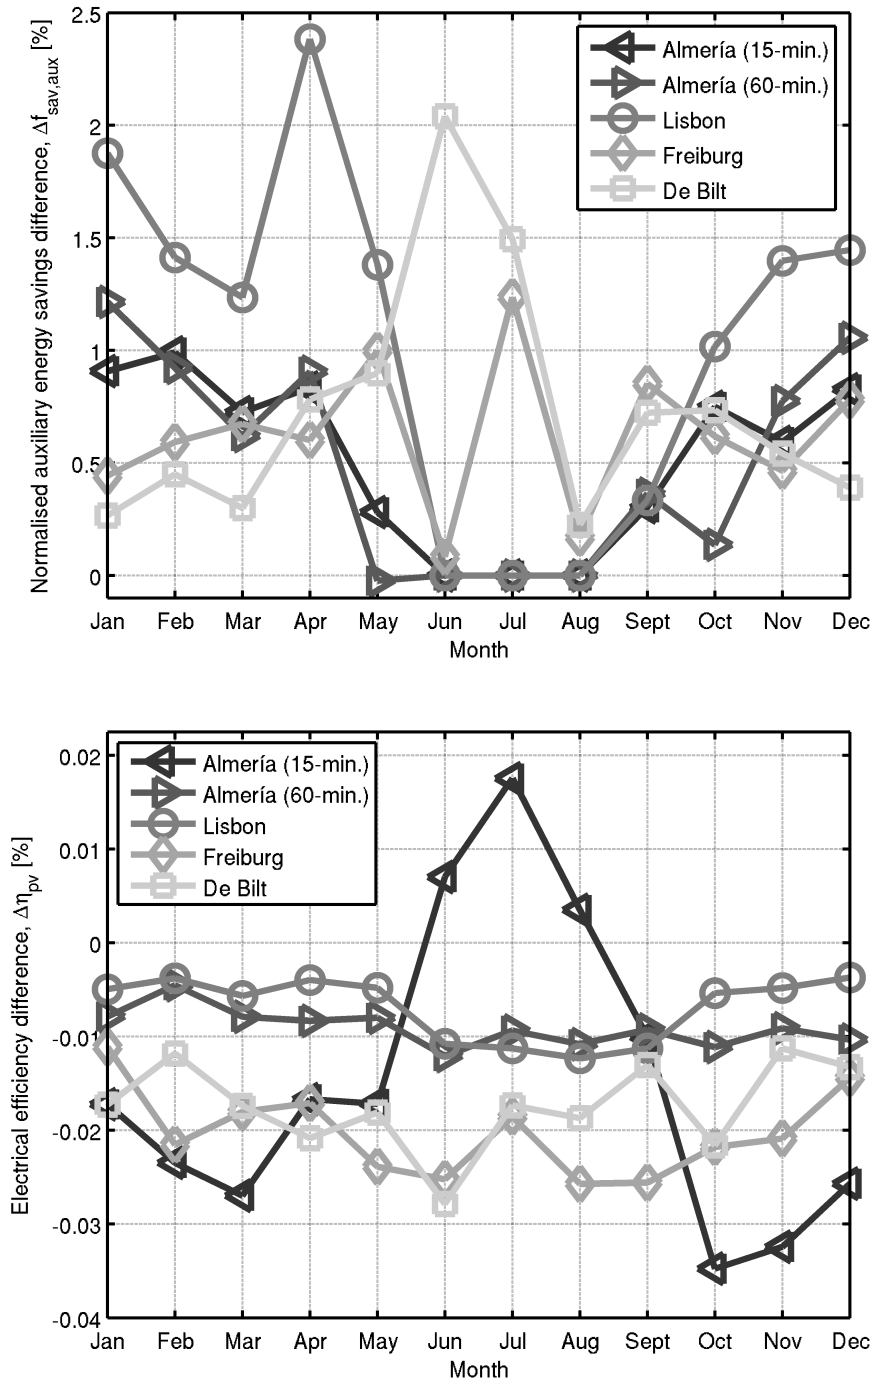 Normalised auxiliary energy savings difference, Δf_sav,aux [%]
2.5
2
1.5
1
0.5
0
Almería (15-min.)
Almería (60-min.)
Lisbon
Freiburg
De Bilt
Jan Feb Mar Apr May Jun Jul Aug Sept Oct Nov Dec
Month
Electrical efficiency difference, Δη_pv [%]
0.02
0.01
0
-0.01
-0.02
-0.03
-0.04
Almería (15-min.)
Almería (60-min.)
Lisbon
Freiburg
De Bilt
Jan Feb Mar Apr May Jun Jul Aug Sept Oct Nov Dec
Month